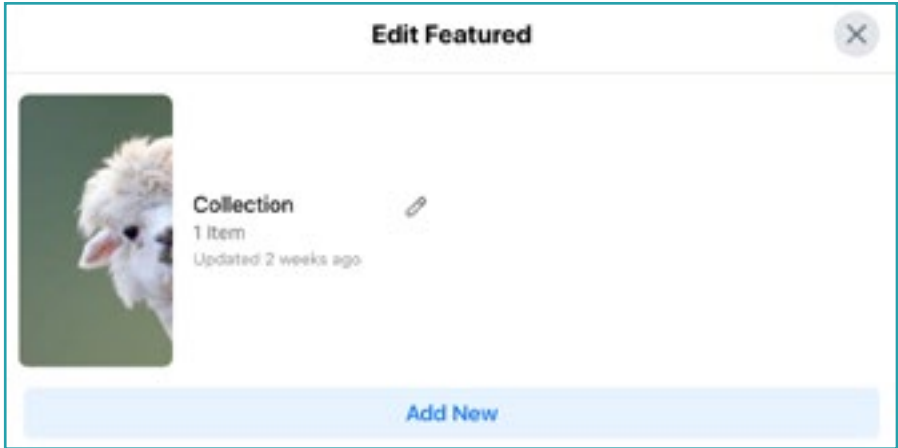 Edit Featured
Collection
1 Item
Updated 2 weeks ago
Add New